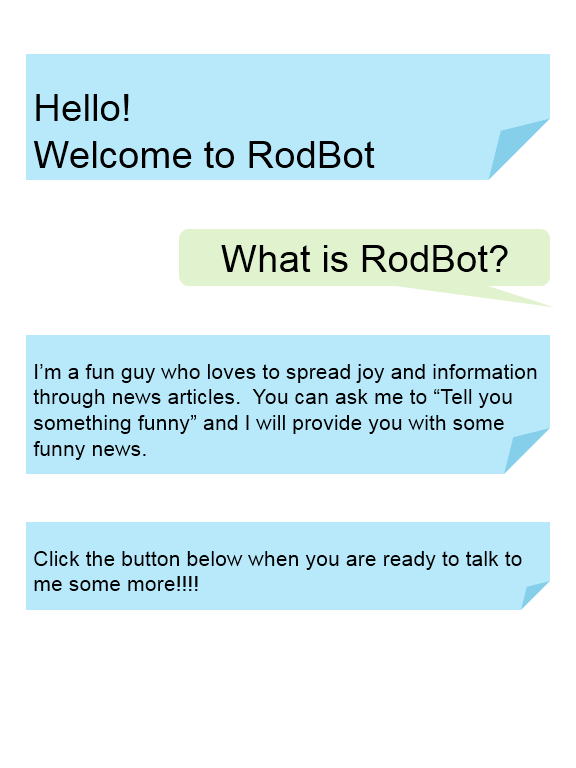 Hello!
Welcome to RodBot
What is RodBot?
I’m a fun guy who loves to spread joy and information
through news articles.  You can ask me to “Tell you
something funny” and I will provide you with some
funny news.
Click the button below when you are ready to talk to
me some more!!!!